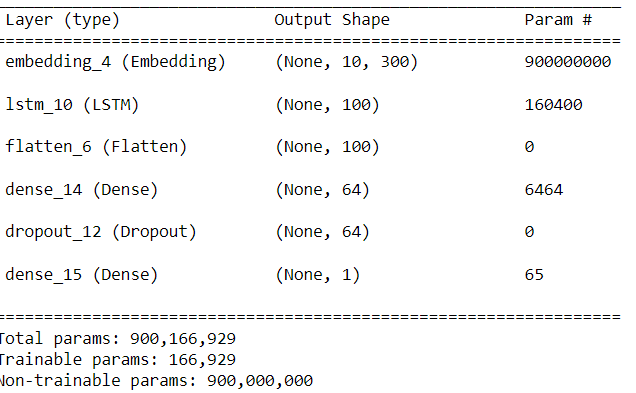 Layer (type) Output Shape Param #
=================================================================
embedding_4 (Embedding) (None, 10, 300) 900000000
lstm_10 (LSTM) (None, 100) 160400
flatten_6 (Flatten) (None, 100) 0
dense_14 (Dense) (None, 64) 6464
dropout_12 (Dropout) (None, 64) 0
dense_15 (Dense) (None, 1) 65
=================================================================
Total params: 900,166,929
Trainable params: 166,929
Non-trainable params: 900,000,000